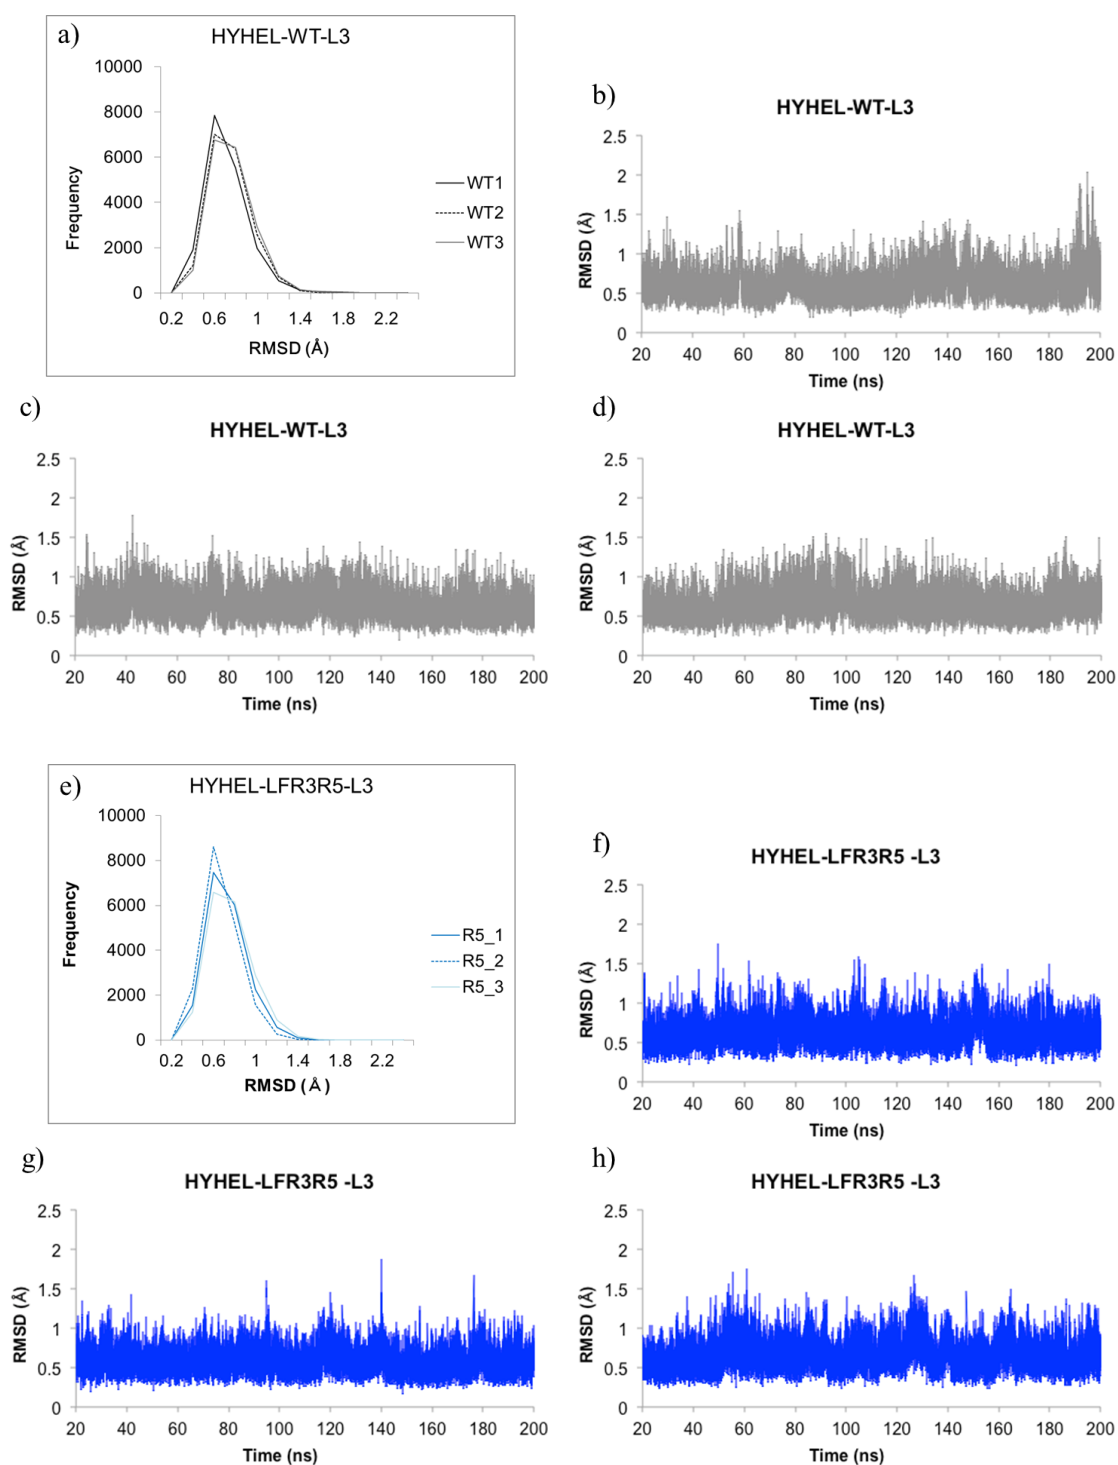 a)
HYHEL-WT-L3
10000
8000
6000
4000
2000
0
Frequency
0.2 0.6 1 1.4 1.8 2.2
RMSD (Å)
WT1
WT2
WT3
b)
HYHEL-WT-L3
2.5
2
1.5
1
0.5
0
RMSD (Å)
20 40 60 80 100 120 140 160 180 200
Time (ns)
c)
HYHEL-WT-L3
2.5
2
1.5
1
0.5
0
RMSD (Å)
20 40 60 80 100 120 140 160 180 200
Time (ns)
d)
HYHEL-WT-L3
2.5
2
1.5
1
0.5
0
RMSD (Å)
20 40 60 80 100 120 140 160 180 200
Time (ns)
e)
HYHEL-LFR3R5-L3
10000
8000
6000
4000
2000
0
Frequency
0.2 0.6 1 1.4 1.8 2.2
RMSD (Å)
R5_1
R5_2
R5_3
f)
HYHEL-LFR3R5 -L3
2.5
2
1.5
1
0.5
0
RMSD (Å)
20 40 60 80 100 120 140 160 180 200
Time (ns)
g)
HYHEL-LFR3R5 -L3
2.5
2
1.5
1
0.5
0
RMSD (Å)
20 40 60 80 100 120 140 160 180 200
Time (ns)
h)
HYHEL-LFR3R5 -L3
2.5
2
1.5
1
0.5
0
RMSD (Å)
20 40 60 80 100 120 140 160 180 200
Time (ns)